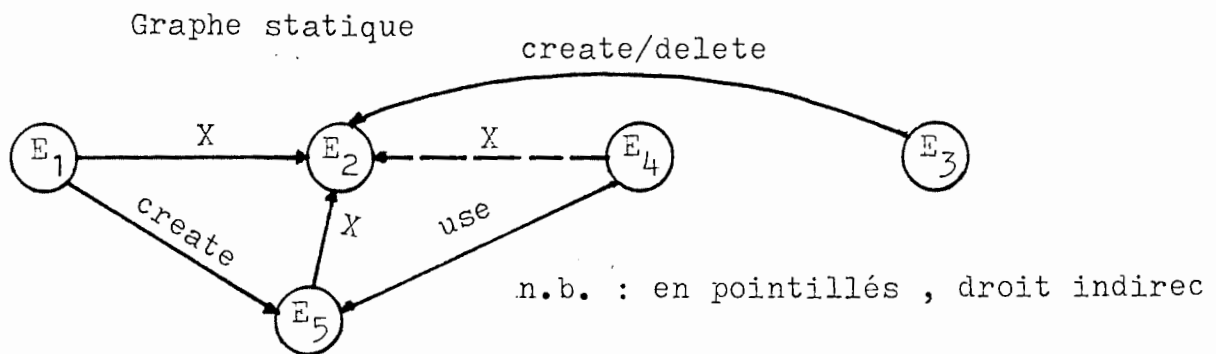 Graphe statique
create/delete
E1 X E2 X E4 E3
create X use
n.b. : en pointillés , droit indirec
E5